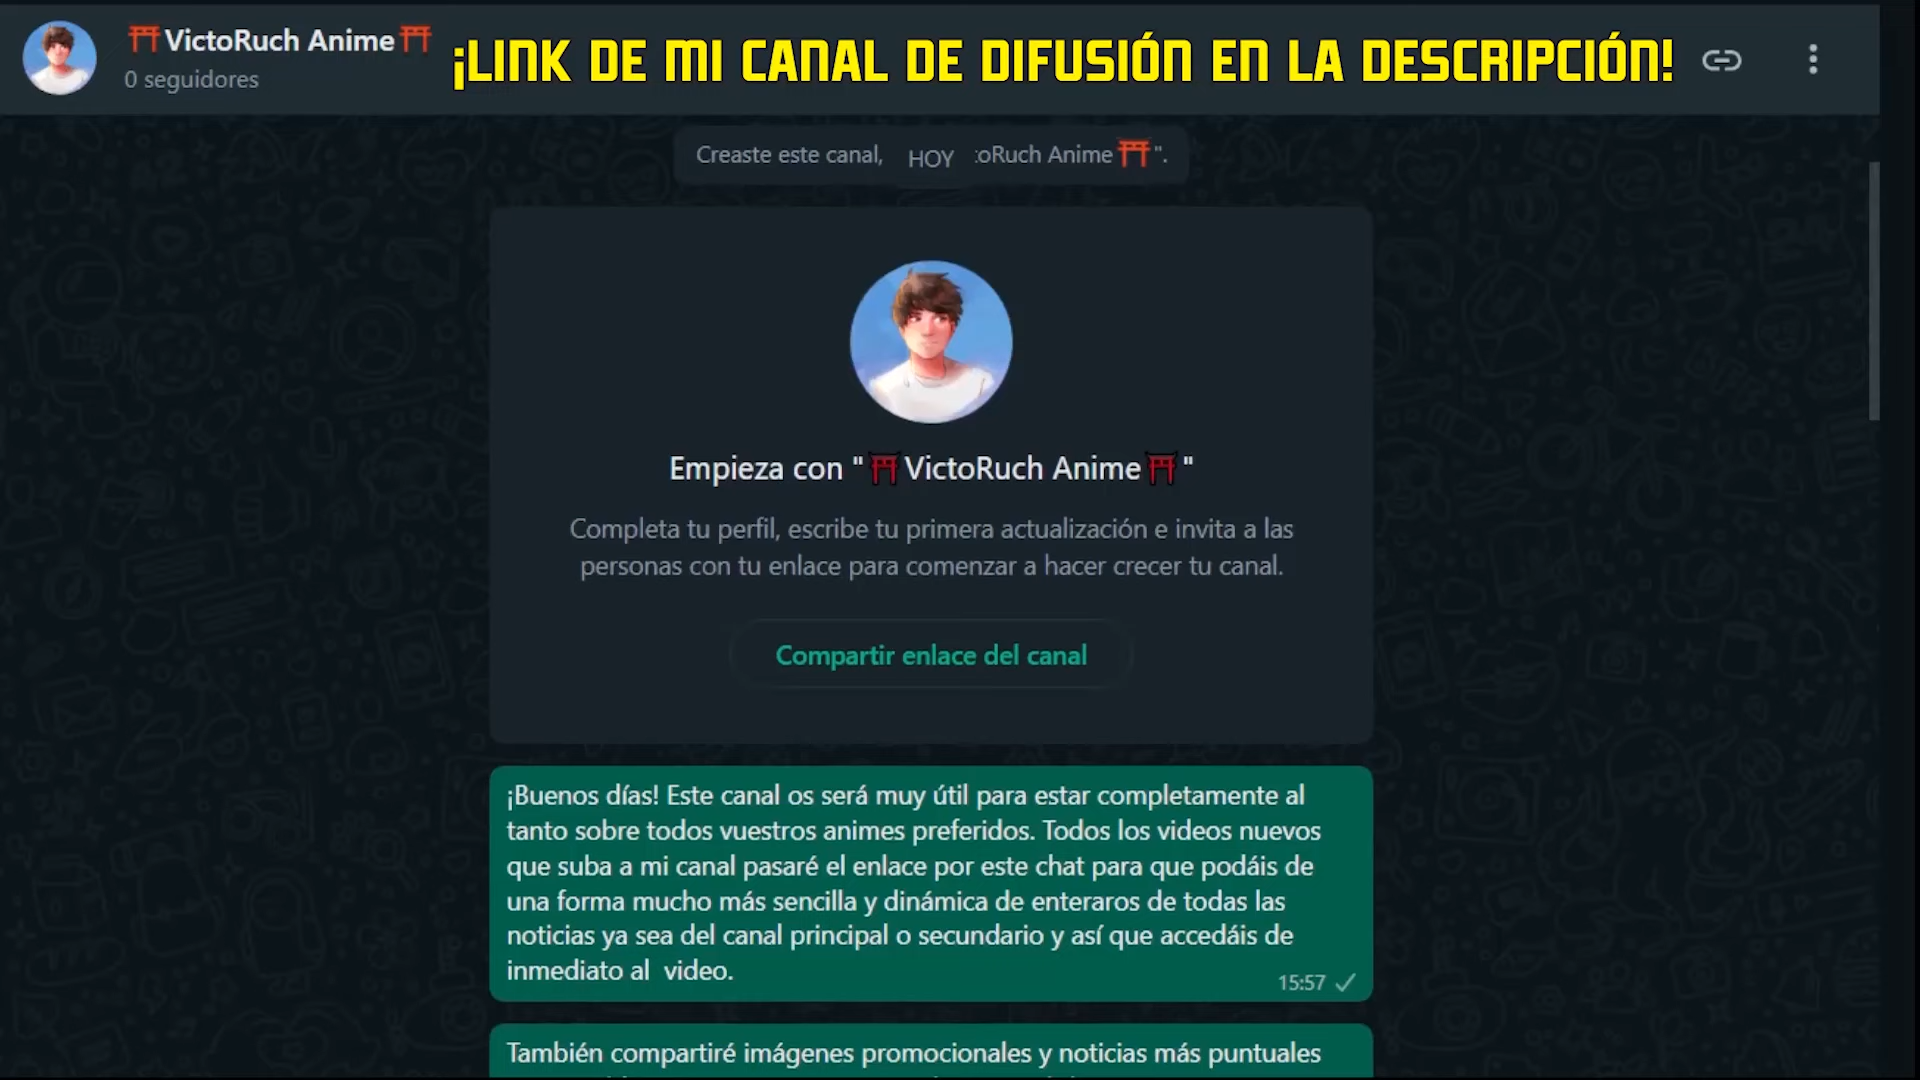 ⛩️VictoRuch Anime⛩️
0 seguidores
¡LINK DE MI CANAL DE DIFUSIÓN EN LA DESCRIPCIÓN!
Creaste este canal, HOY :oRuch Anime⛩️".
Empieza con "⛩️VictoRuch Anime⛩️"
Completa tu perfil, escribe tu primera actualización e invita a las
personas con tu enlace para comenzar a hacer crecer tu canal.
Compartir enlace del canal
¡Buenos días! Este canal os será muy útil para estar completamente al
tanto sobre todos vuestros animes preferidos. Todos los videos nuevos
que suba a mi canal pasaré el enlace por este chat para que podáis de
una forma mucho más sencilla y dinámica de enteraros de todas las
noticias ya sea del canal principal o secundario y así que accedáis de
inmediato al video.
15:57
También compartiré imágenes promocionales y noticias más puntuales